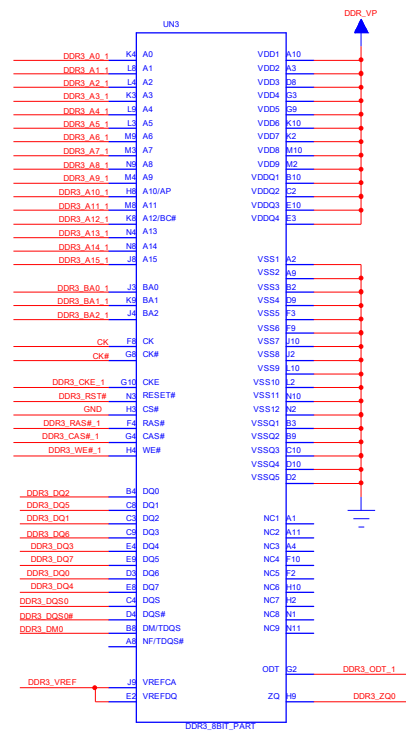 DDR_VP
UN3
DDR3_A0_1 K4 A0 VDD1 A10
DDR3_A1_1 L8 A1 VDD2 A3
DDR3_A2_1 L4 A2 VDD3 D8
DDR3_A3_1 K3 A3 VDD4 G3
DDR3_A4_1 L9 A4 VDD5 G9
DDR3_A5_1 L3 A5 VDD6 K10
DDR3_A6_1 M9 A6 VDD7 K2
DDR3_A7_1 M3 A7 VDD8 M10
DDR3_A8_1 N9 A8 VDD9 M2
DDR3_A9_1 M4 A9 VDDQ1 B10
DDR3_A10_1 H8 A10/AP VDDQ2 C2
DDR3_A11_1 M8 A11 VDDQ3 E10
DDR3_A12_1 K8 A12/BC# VDDQ4 E3
DDR3_A13_1 N4 A13
DDR3_A14_1 N8 A14
DDR3_A15_1 J8 A15 VSS1 A2
VSS2 A9
DDR3_BA0_1 J3 BA0 VSS3 B2
DDR3_BA1_1 K9 BA1 VSS4 D9
DDR3_BA2_1 J4 BA2 VSS5 F3
VSS6 F9
CK F8 CK VSS7 J10
CK# G8 CK# VSS8 J2
VSS9 L10
DDR3_CKE_1 G10 CKE VSS10 L2
DDR3_RST# N3 RESET# VSS11 N10
GND H3 CS# VSS12 N2
DDR3_RAS#_1 F4 RAS# VSSQ1 B3
DDR3_CAS#_1 G4 CAS# VSSQ2 B9
DDR3_WE#_1 H4 WE# VSSQ3 C10
VSSQ4 D10
VSSQ5 D2
DDR3_DQ2 B4 DQ0
DDR3_DQ5 C8 DQ1
DDR3_DQ1 C3 DQ2 NC1 A1
DDR3_DQ6 C9 DQ3 NC2 A11
DDR3_DQ3 E4 DQ4 NC3 A4
DDR3_DQ7 E9 DQ5 NC4 F10
DDR3_DQ0 D3 DQ6 NC5 F2
DDR3_DQ4 E8 DQ7 NC6 H10
DDR3_DQS0 C4 DQS NC7 H2
DDR3_DQS0# D4 DQS# NC8 N1
DDR3_DM0 B8 DM/TDQS NC9 N11
A8 NF/TDQS#
ODT G2 DDR3_ODT_1
DDR3_VREF J9 VREFCA
E2 VREFDQ ZQ H9 DDR3_ZQ0
DDR3_8BIT_PART